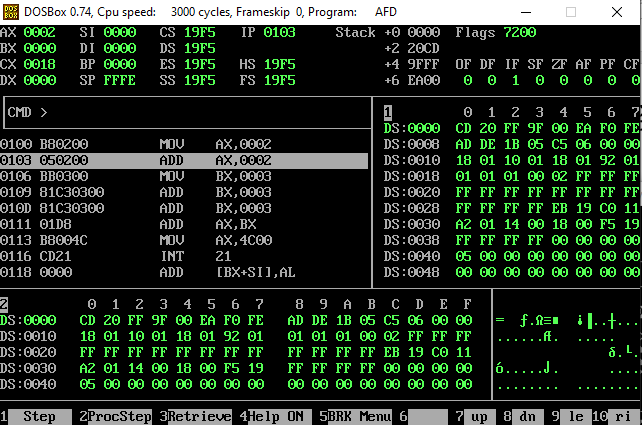 DOSBox 0.74, Cpu speed: 3000 cycles, Frameskip 0, Program: AFD
AX 0002 SI 0000 CS 19F5 IP 0103 Stack +0 0000 Flags 7200
BX 0000 DI 0000 DS 19F5 +2 20CD
CX 0018 BP 0000 ES 19F5 HS 19F5 +4 9FFF OF DF IF SF ZF AF PF CF
DX 0000 SP FFFE SS 19F5 FS 19F5 +6 EA00 0 0 1 0 0 0 0 0
CMD >
1 0 1 2 3 4 5 6 7
DS:0000 CD 20 FF 9F 00 EA F0 FE
DS:0008 AD DE 1B 05 C5 06 00 00
DS:0010 18 01 10 01 18 01 92 01
DS:0018 01 01 01 00 02 FF FF FF
DS:0020 FF FF FF FF FF FF FF FF
DS:0028 FF FF FF FF EB 19 C0 11
DS:0030 A2 01 14 00 18 00 F5 19
DS:0038 FF FF FF FF 00 00 00 00
DS:0040 05 00 00 00 00 00 00 00
DS:0048 00 00 00 00 00 00 00 00
0100 B80200 MOV AX,0002
0103 050200 ADD AX,0002
0106 BB0300 MOV BX,0003
0109 81C30300 ADD BX,0003
010D 81C30300 ADD BX,0003
0111 01D8 ADD AX,BX
0113 B8004C MOV AX,4C00
0116 CD21 INT 21
0118 0000 ADD [BX+SI],AL
2 0 1 2 3 4 5 6 7 8 9 A B C D E F
DS:0000 CD 20 FF 9F 00 EA F0 FE AD DE 1B 05 C5 06 00 00 = ƒ.Ω≡■ ¡▐..┼.
DS:0010 18 01 10 01 18 01 92 01 01 01 01 00 02 FF FF FF ......Æ.
DS:0020 FF FF FF FF FF FF FF FF FF FF FF FF EB 19 C0 11 δ.└.
DS:0030 A2 01 14 00 18 00 F5 19 FF FF FF FF 00 00 00 00 ó.....⌡. ....
DS:0040 05 00 00 00 00 00 00 00 00 00 00 00 00 00 00 00 ........ ........
1 Step 2 ProcStep 3 Retrieve 4 Help ON 5 BRK Menu 6 7 up 8 dn 9 le 10 ri